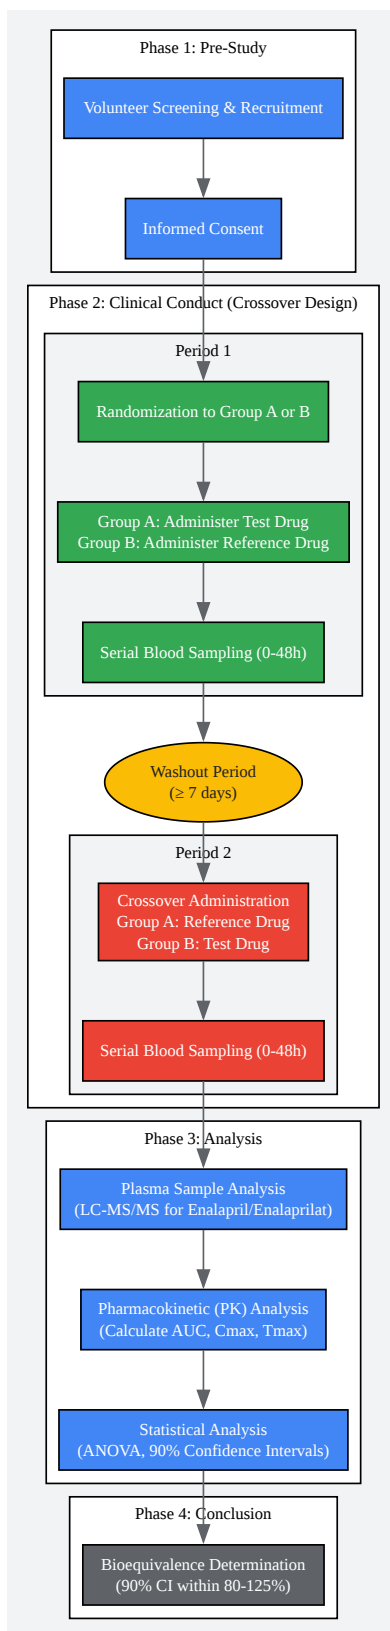 Phase 1: Pre-Study
Volunteer Screening & Recruitment
Informed Consent
Phase 2: Clinical Conduct (Crossover Design)
Period 1
Randomization to Group A or B
Group A: Administer Test Drug
Group B: Administer Reference Drug
Serial Blood Sampling (0-48h)
Washout Period
(≥ 7 days)
Period 2
Crossover Administration
Group A: Reference Drug
Group B: Test Drug
Serial Blood Sampling (0-48h)
Phase 3: Analysis
Plasma Sample Analysis
(LC-MS/MS for Enalapril/Enalaprilat)
Pharmacokinetic (PK) Analysis
(Calculate AUC, Cmax, Tmax)
Statistical Analysis
(ANOVA, 90% Confidence Intervals)
Phase 4: Conclusion
Bioequivalence Determination
(90% CI within 80-125%)